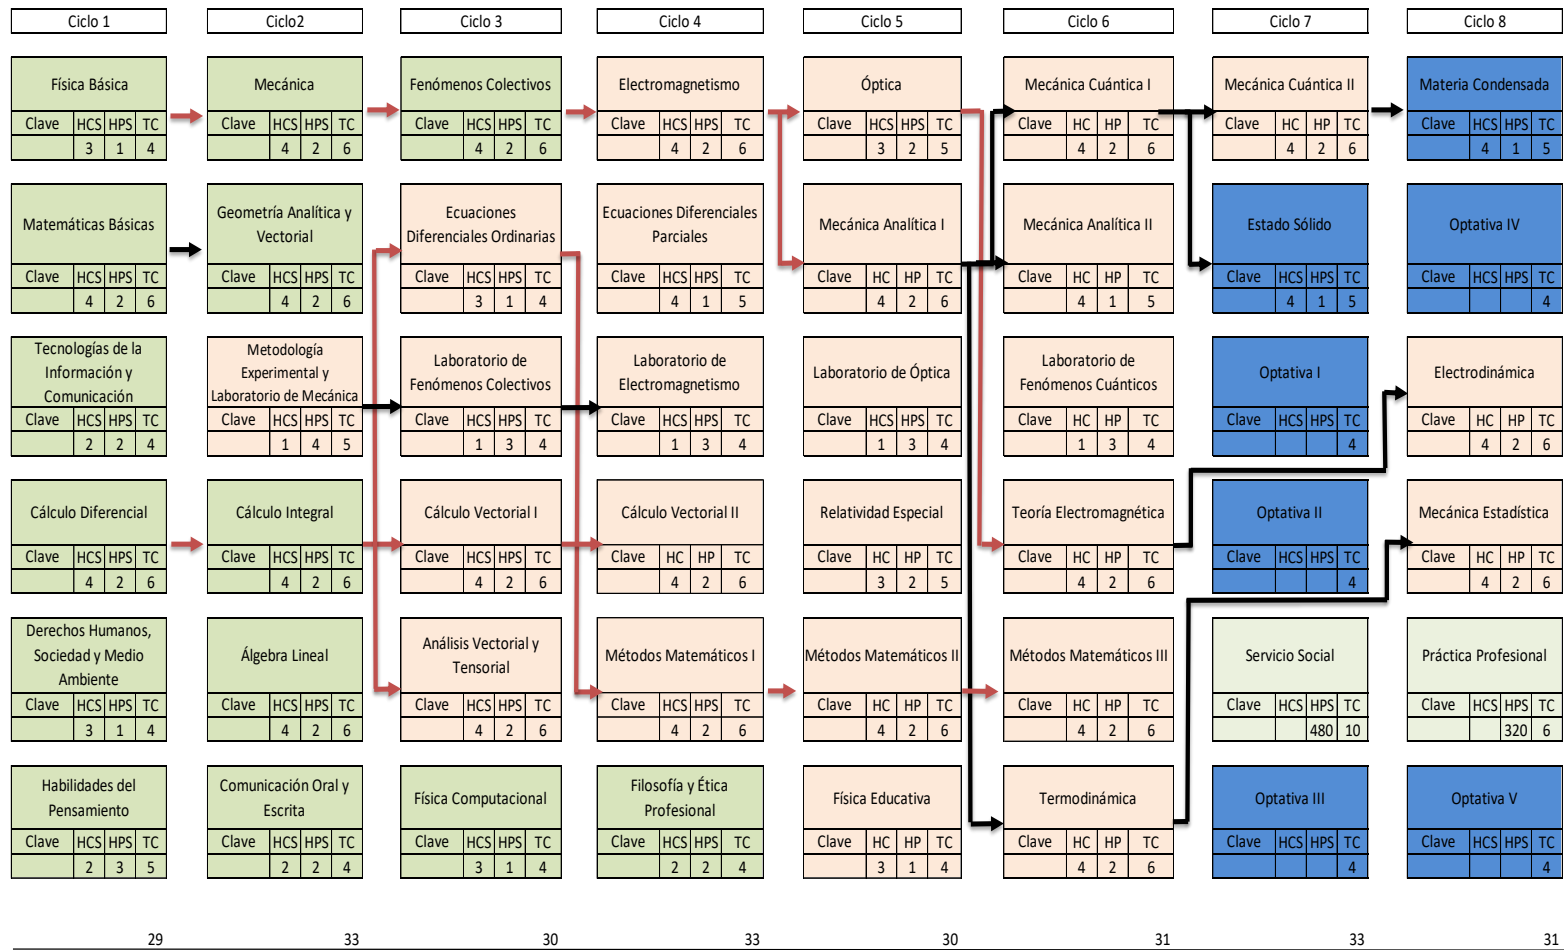 Ciclo 1 Ciclo2 Ciclo 3 Ciclo 4 Ciclo 5 Ciclo 6 Ciclo 7 Ciclo 8
Física Básica Mecánica Fenómenos Colectivos Electromagnetismo Óptica Mecánica Cuántica I Mecánica Cuántica II Materia Condensada
Clave HCS HPS TC Clave HCS HPS TC Clave HCS HPS TC Clave HCS HPS TC Clave HCS HPS TC Clave HC HP TC Clave HC HP TC Clave HCS HPS TC
3 1 4 4 2 6 4 2 6 4 2 6 3 2 5 4 2 6 4 2 6 4 1 5
Matemáticas Básicas Geometría Analítica y Vectorial Ecuaciones Diferenciales Ordinarias Ecuaciones Diferenciales Parciales Mecánica Analítica I Mecánica Analítica II Estado Sólido Optativa IV
Clave HCS HPS TC Clave HCS HPS TC Clave HCS HPS TC Clave HCS HPS TC Clave HC HP TC Clave HC HP TC Clave HCS HPS TC Clave HCS HPS TC
4 2 6 4 2 6 3 1 4 4 1 5 4 2 6 4 1 5 4 1 5 4
Tecnologías de la Información y Comunicación Metodología Experimental y Laboratorio de Mecánica Laboratorio de Fenómenos Colectivos Laboratorio de Electromagnetismo Laboratorio de Óptica Laboratorio de Fenómenos Cuánticos Optativa I Electrodinámica
Clave HCS HPS TC Clave HCS HPS TC Clave HCS HPS TC Clave HCS HPS TC Clave HCS HPS TC Clave HC HP TC Clave HCS HPS TC Clave HC HP TC
2 2 4 1 4 5 1 3 4 1 3 4 1 3 4 1 3 4 4 4 2 6
Cálculo Diferencial Cálculo Integral Cálculo Vectorial I Cálculo Vectorial II Relatividad Especial Teoría Electromagnética Optativa II Mecánica Estadística
Clave HCS HPS TC Clave HCS HPS TC Clave HCS HPS TC Clave HC HP TC Clave HC HP TC Clave HC HP TC Clave HCS HPS TC Clave HC HP TC
4 2 6 4 2 6 4 2 6 4 2 6 3 2 5 4 2 6 4 4 2 6
Derechos Humanos, Sociedad y Medio Ambiente Álgebra Lineal Análisis Vectorial y Tensorial Métodos Matemáticos I Métodos Matemáticos II Métodos Matemáticos III Servicio Social Práctica Profesional
Clave HCS HPS TC Clave HCS HPS TC Clave HCS HPS TC Clave HCS HPS TC Clave HC HP TC Clave HC HP TC Clave HCS HPS TC Clave HCS HPS TC
3 1 4 4 2 6 4 2 6 4 2 6 4 2 6 4 2 6 480 10 320 6
Habilidades del Pensamiento Comunicación Oral y Escrita Física Computacional Filosofía y Ética Profesional Física Educativa Termodinámica Optativa III Optativa V
Clave HCS HPS TC Clave HCS HPS TC Clave HCS HPS TC Clave HCS HPS TC Clave HC HP TC Clave HC HP TC Clave HCS HPS TC Clave HCS HPS TC
2 3 5 2 2 4 3 1 4 2 2 4 3 1 4 4 2 6 4 4
29 33 30 33 30 31 33 31